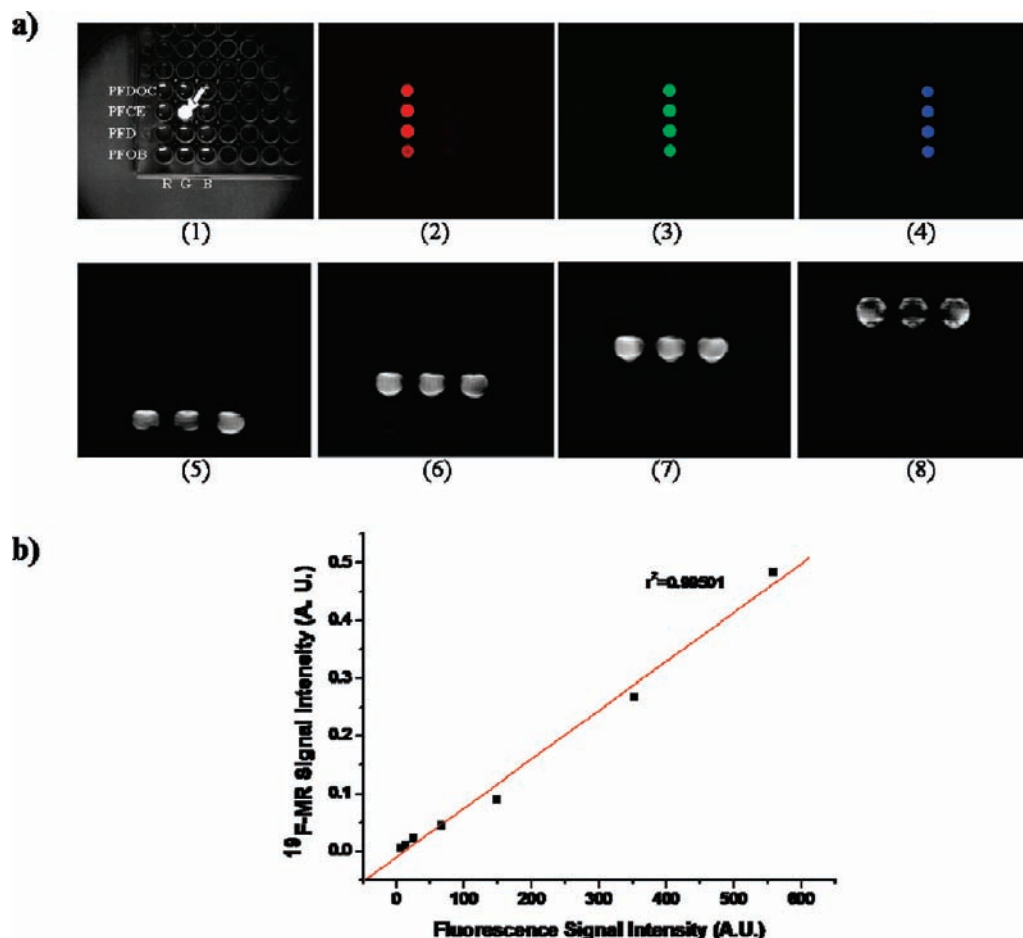 a)
PFDOC
PFCE
PFD
PFOB
R G B
(1) (2) (3) (4)
(5) (6) (7) (8)
b)
r²=0.99501
0.5
0.4
0.3
0.2
0.1
0.0
¹⁹F-MR Signal Intensity (A. U.)
0 100 200 300 400 500 600
Fluorescence Signal Intensity (A.U.)